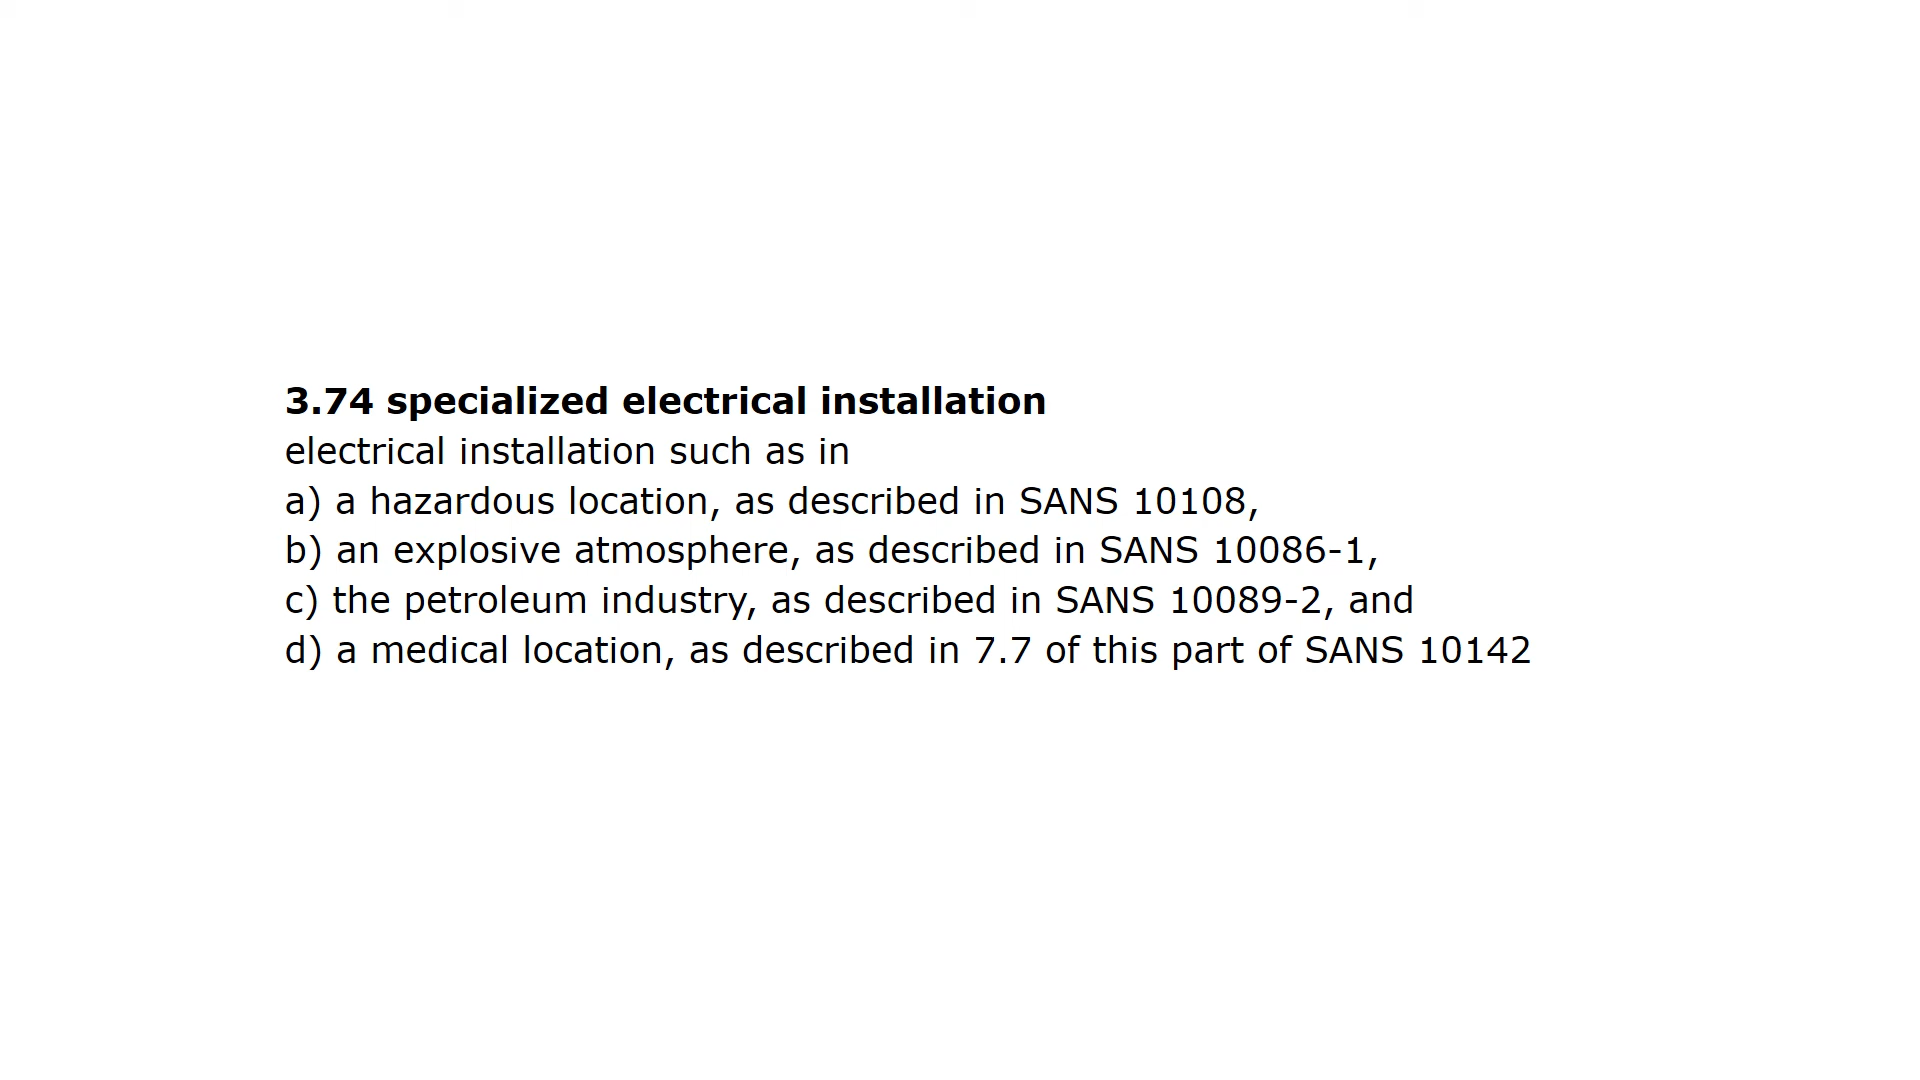 3.74 specialized electrical installation
electrical installation such as in
a) a hazardous location, as described in SANS 10108,
b) an explosive atmosphere, as described in SANS 10086-1,
c) the petroleum industry, as described in SANS 10089-2, and
d) a medical location, as described in 7.7 of this part of SANS 10142